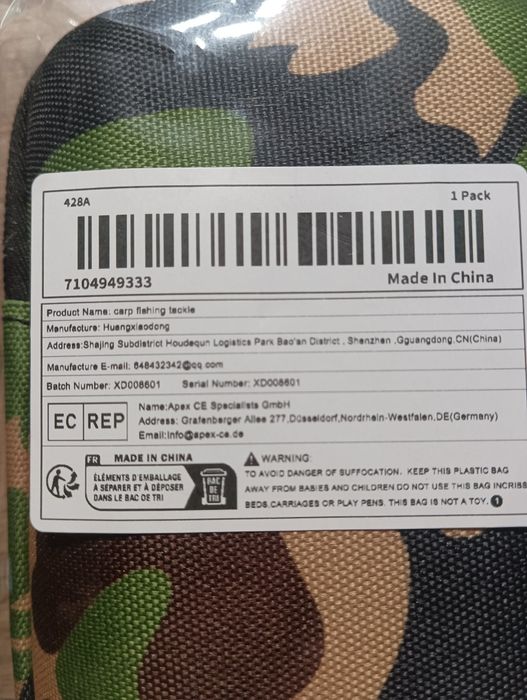 428A
1 Pack
7104949333
Made In China
Product Name: carp fishing tackle
Manufacture: Huangxiaodong
Address:Shajing Subdistrict Houdequn Logistics Park Bao'an District . Shenzhen ,Gguangdong.CN(China)
Manufacture E-mail: 648432342@qq.com
Batch Number: XD008601 Serial Number: XD008601
EC REP
Name:Apex CE Specialists GmbH
Address: Grafenberger Allee 277,Düsseldorf,Nordrhein-Westfalen,DE(Germany)
Email:info@apex-ce.de
FR MADE IN CHINA
ÉLÉMENTS D'EMBALLAGE
A SÉPARER ET À DÉPOSER
DANS LE BAC DE TRI
BAC
DE
TRI
WARNING:
TO AVOID DANGER OF SUFFOCATION. KEEP THIS PLASTIC BAG
AWAY FROM BABIES AND CHILDREN DO NOT USE THIS BAG INCRIBS
BEDS.CARRIAGES OR PLAY PENS. THIS BAG IS NOT A TOY. 1